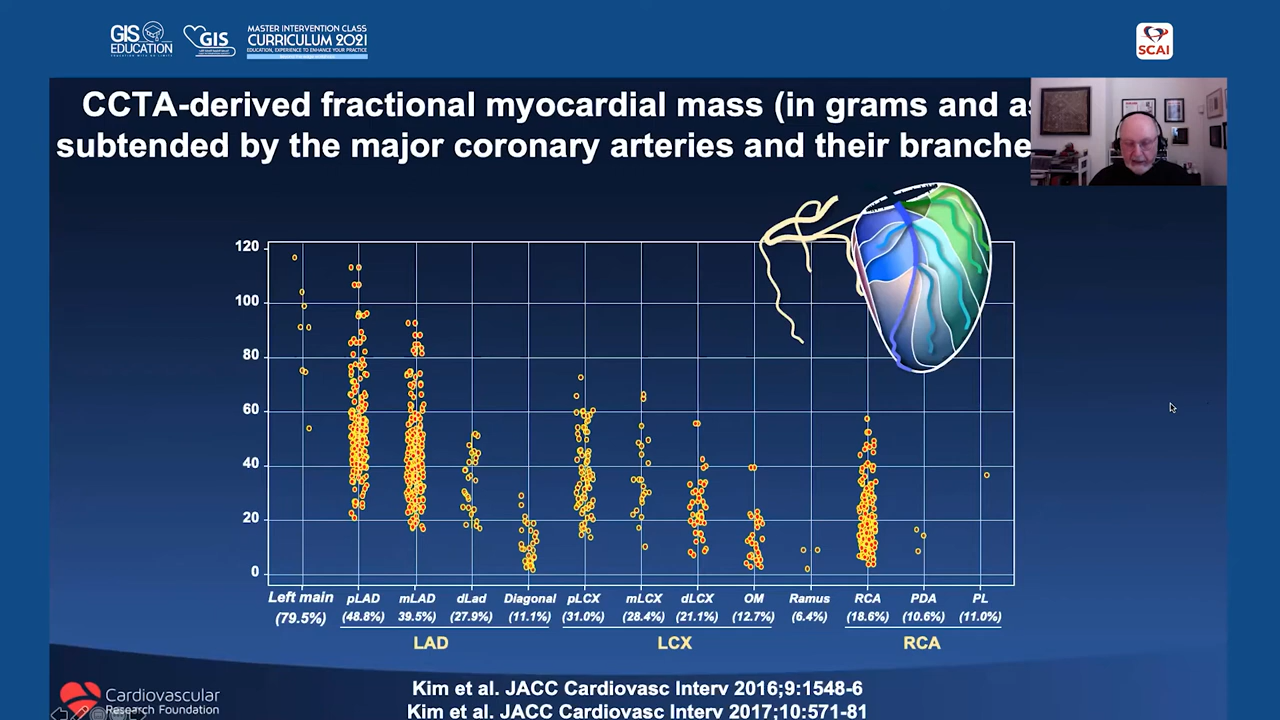 GIS
EDUCATION
GIS
MASTER INTERVENTION CLASS
CURRICULUM 2021
EDUCATION, EXPERIENCE TO ENHANCE YOUR PRACTICE
SCAI
CCTA-derived fractional myocardial mass (in grams and as
subtended by the major coronary arteries and their branche
120
100
80
60
40
20
0
Left main pLAD mLAD dLad Diagonal pLCX mLCX dLCX OM Ramus RCA PDA PL
(79.5%) (48.8%) 39.5%) (27.9%) (11.1%) (31.0%) (28.4%) (21.1%) (12.7%) (6.4%) (18.6%) (10.6%) (11.0%)
LAD LCX RCA
Kim et al. JACC Cardiovasc Interv 2016;9:1548-6
Kim et al. JACC Cardiovasc Interv 2017;10:571-81
Cardiovascular
Research Foundation